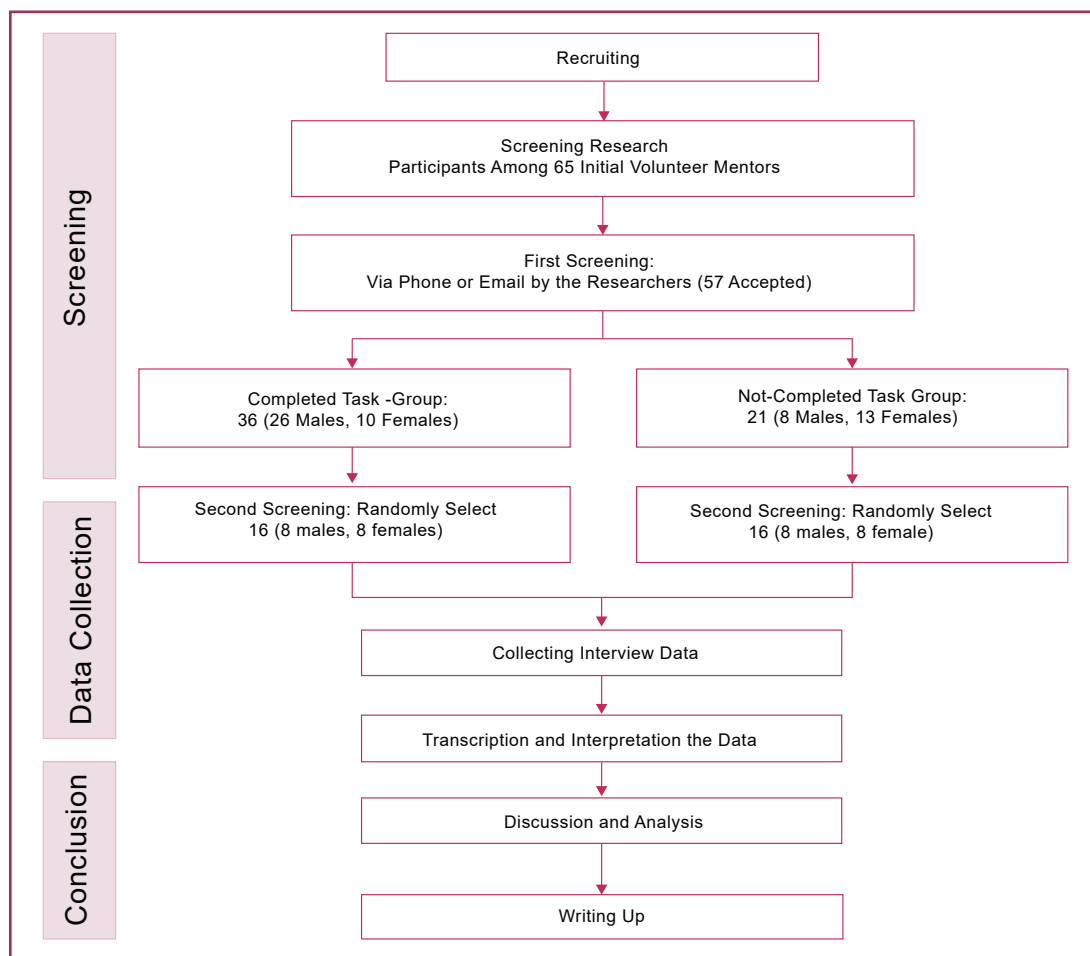 Screening
Recruiting
Screening Research
Participants Among 65 Initial Volunteer Mentors
First Screening:
Via Phone or Email by the Researchers (57 Accepted)
Completed Task -Group:
36 (26 Males, 10 Females)
Not-Completed Task Group:
21 (8 Males, 13 Females)
Data Collection
Second Screening: Randomly Select
16 (8 males, 8 females)
Second Screening: Randomly Select
16 (8 males, 8 female)
Collecting Interview Data
Transcription and Interpretation the Data
Conclusion
Discussion and Analysis
Writing Up